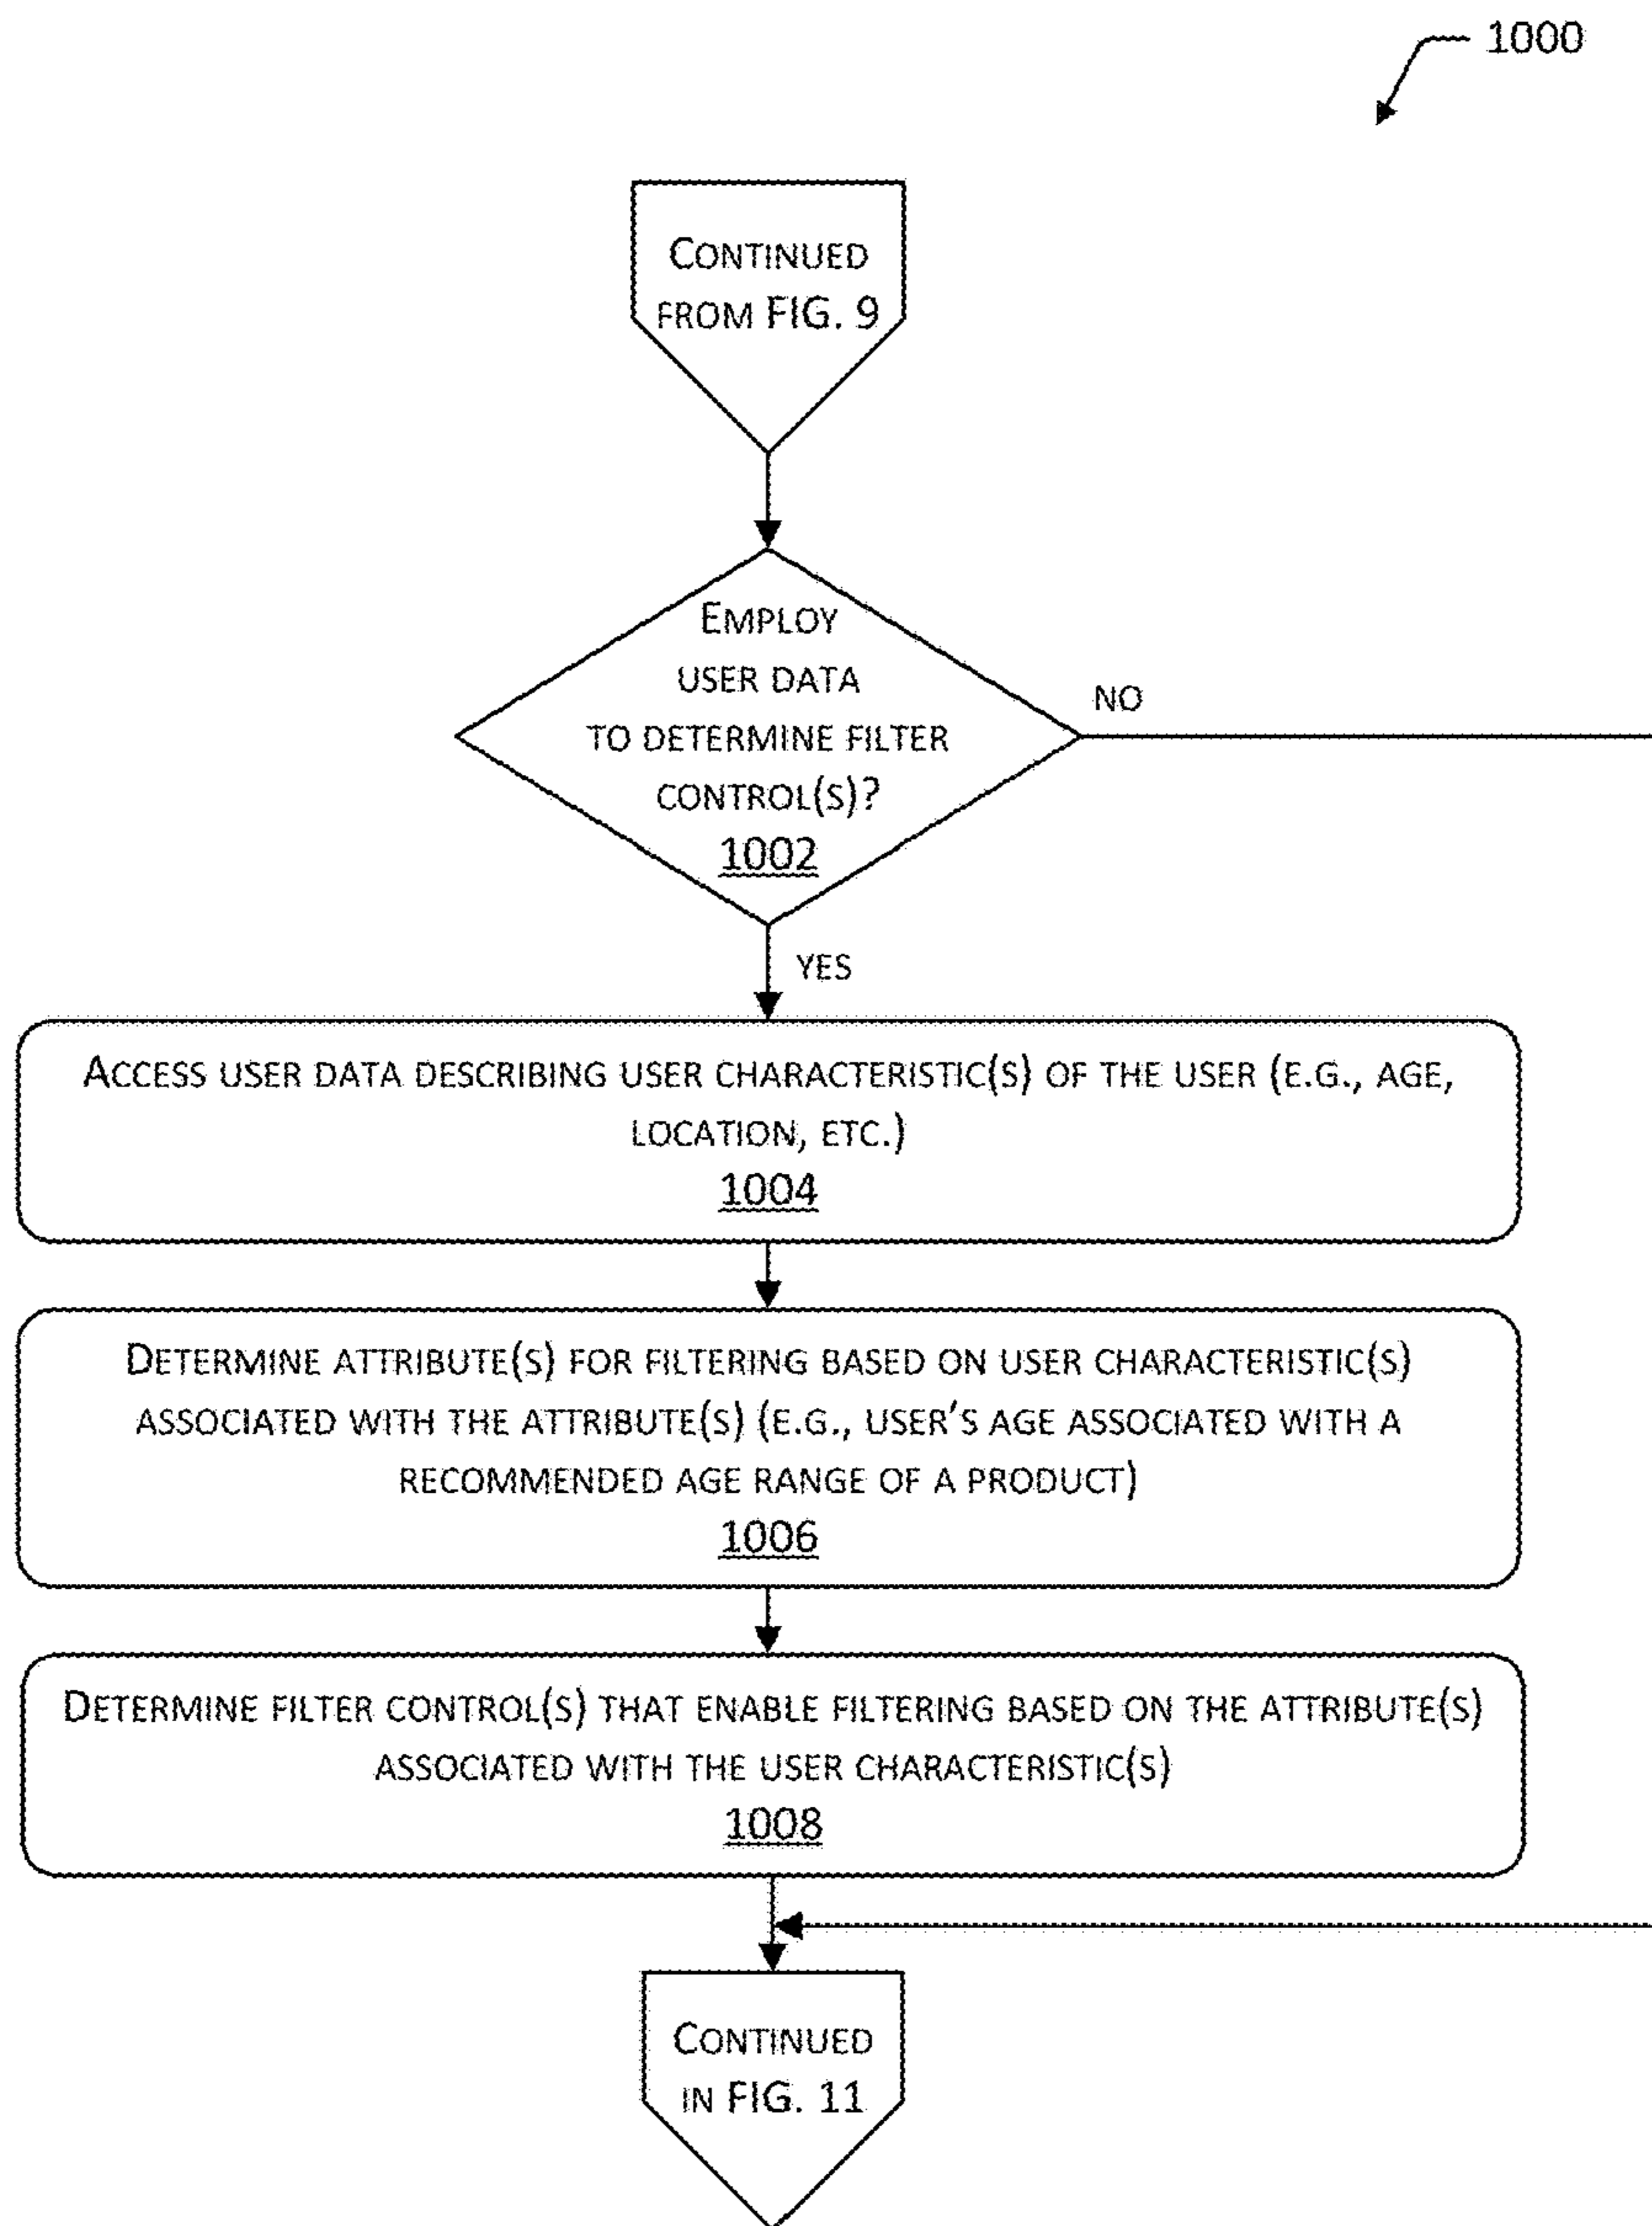 1000
CONTINUED
FROM FIG. 9
EMPLOY
USER DATA
TO DETERMINE FILTER
CONTROL(S)?
1002
NO
YES
ACCESS USER DATA DESCRIBING USER CHARACTERISTIC(S) OF THE USER (E.G., AGE,
LOCATION, ETC.)
1004
DETERMINE ATTRIBUTE(S) FOR FILTERING BASED ON USER CHARACTERISTIC(S)
ASSOCIATED WITH THE ATTRIBUTE(S) (E.G., USER'S AGE ASSOCIATED WITH A
RECOMMENDED AGE RANGE OF A PRODUCT)
1006
DETERMINE FILTER CONTROL(S) THAT ENABLE FILTERING BASED ON THE ATTRIBUTE(S)
ASSOCIATED WITH THE USER CHARACTERISTIC(S)
1008
CONTINUED
IN FIG. 11